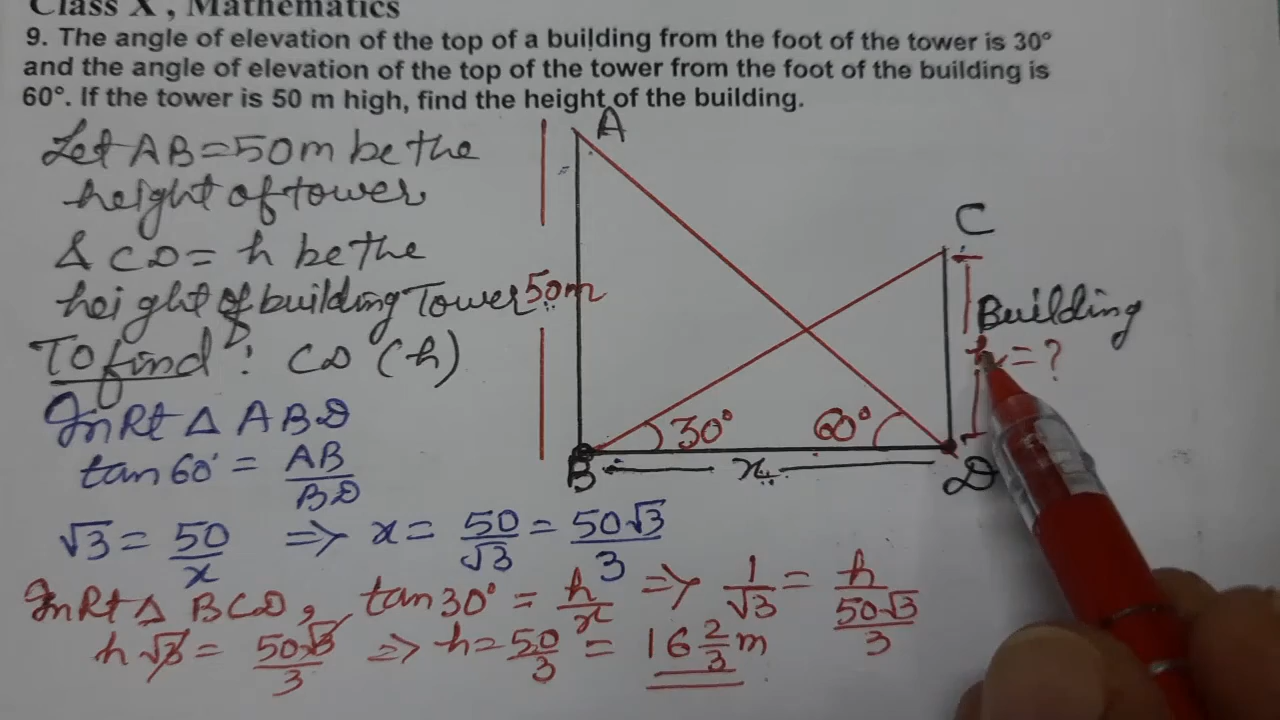 Class X , Mathematics
9. The angle of elevation of the top of a building from the foot of the tower is 30°
and the angle of elevation of the top of the tower from the foot of the building is
60°. If the tower is 50 m high, find the height of the building.
Let AB = 50m be the
height of tower
& CD = h be the
height of building
To find : CD (h)
A
C
Tower 50m
Building
h = ?
30°
60°
B
x
D
In Rt △ ABD
tan 60° = AB/BD
√3 = 50/x ⇒ x = 50/√3 = 50√3/3
In Rt △ BCD, tan 30° = h/x ⇒ 1/√3 = h/(50√3/3)
h√3 = 50√3/3 ⇒ h = 50/3 = 16 2/3 m